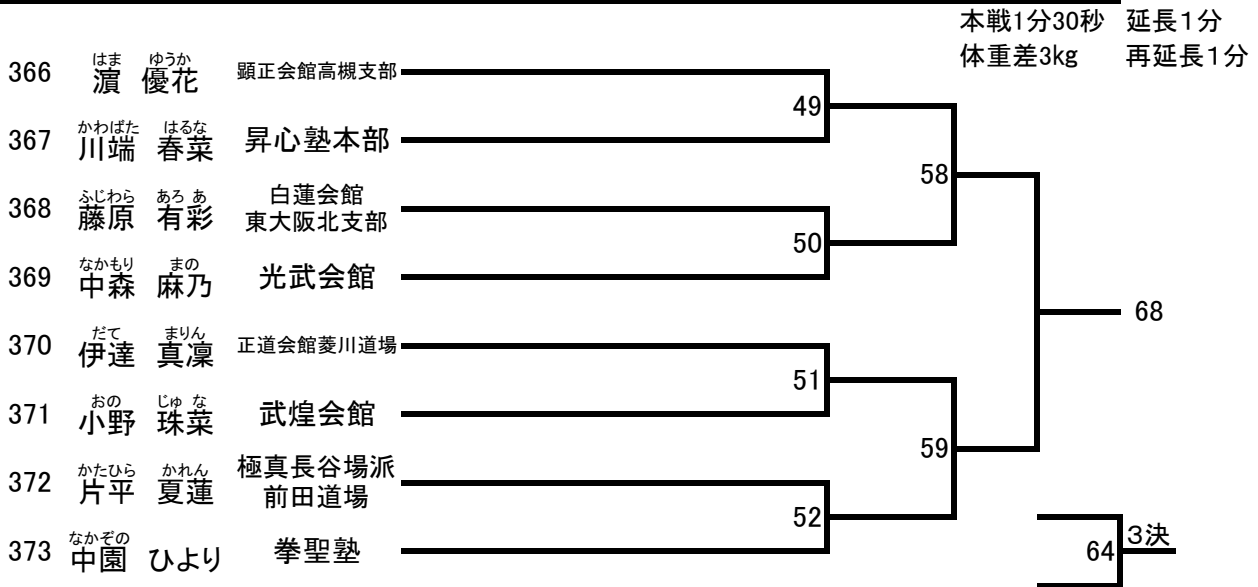 本戦1分30秒 延長1分
体重差3kg 再延長1分
はま ゆうか
366 濵 優花 顕正会館高槻支部
49
かわばた はるな
367 川端 春菜 昇心塾本部
58
ふじわら あろ あ
368 藤原 有彩 白蓮会館
東大阪北支部
50
なかもり まの
369 中森 麻乃 光武会館
68
だて まりん
370 伊達 真凜 正道会館菱川道場
51
おの じゅ な
371 小野 珠菜 武煌会館
59
かたひら かれん
372 片平 夏蓮 極真長谷場派
前田道場
52
なかぞの
373 中園 ひより 拳聖塾
64 3決